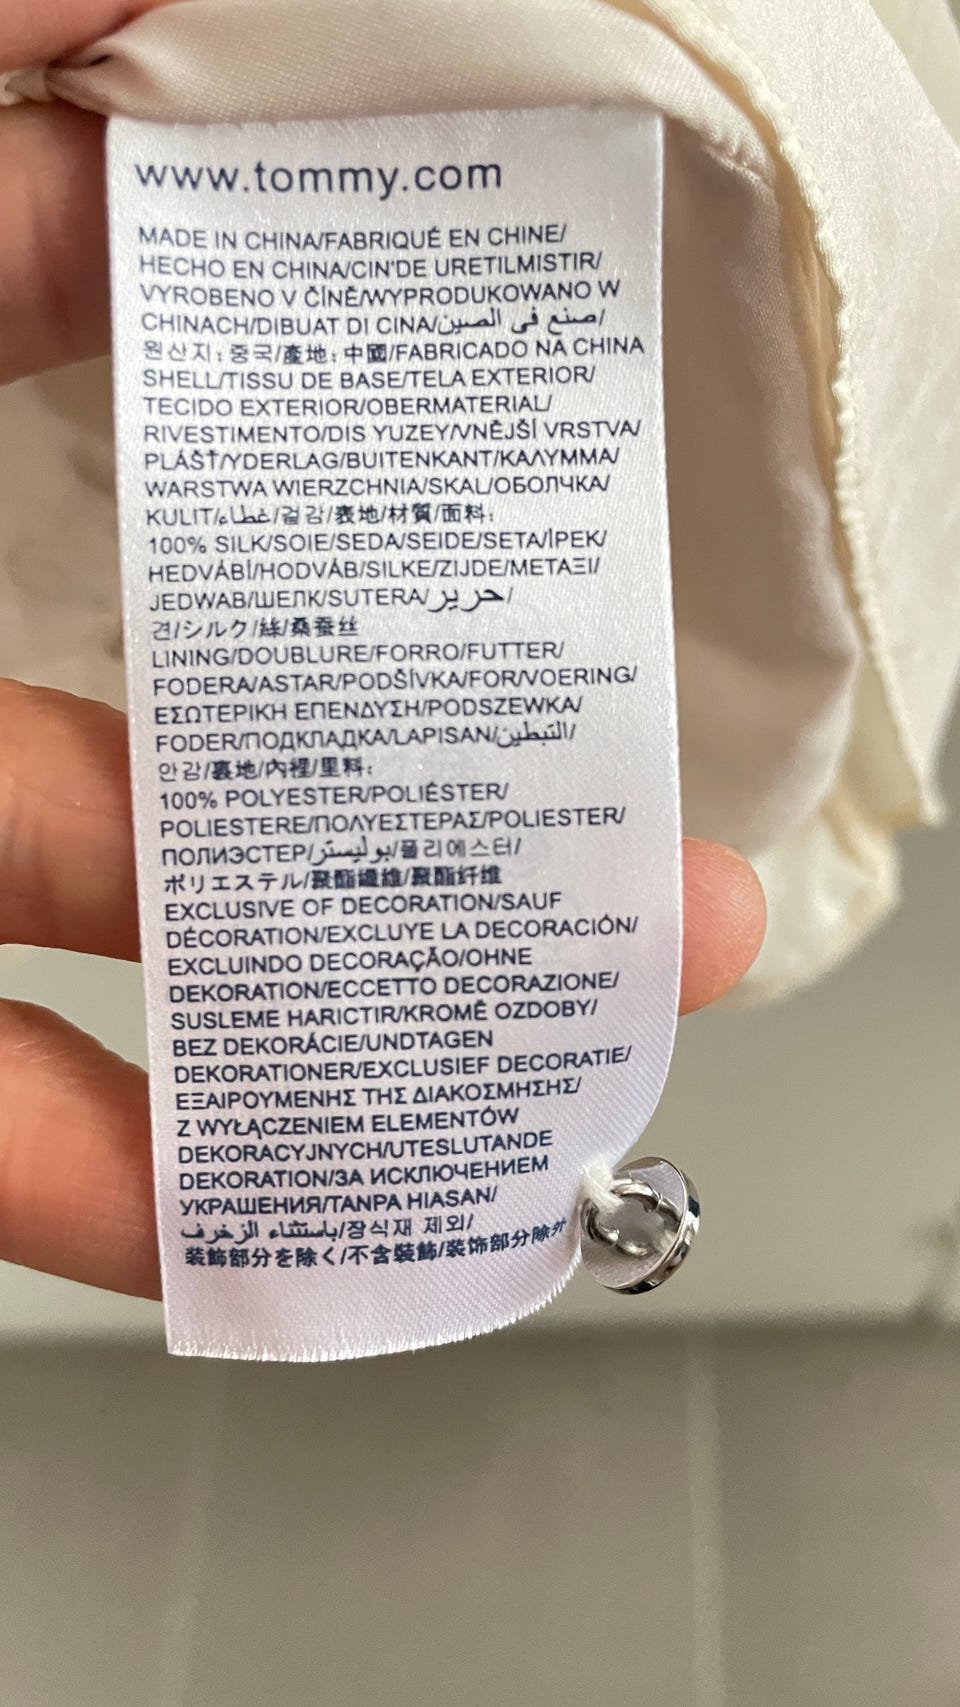 www.tommy.com
MADE IN CHINA/FABRIQUÉ EN CHINE/
HECHO EN CHINA/CIN'DE URETILMISTIR/
VYROBENO V ČÍNĚ/WYPRODUKOWANO W
CHINACH/DIBUAT DI CINA/صنع في الصين/
원산지: 중국/產地: 中國/FABRICADO NA CHINA
SHELL/TISSU DE BASE/TELA EXTERIOR/
TECIDO EXTERIOR/OBERMATERIAL/
RIVESTIMENTO/DIS YUZEY/VNĚJŠÍ VRSTVA/
PLÁŠŤ/YDERLAG/BUITENKANT/ΚΑΛΥΜΜΑ/
WARSTWA WIERZCHNIA/SKAL/ОБОЛЧКА/
KULIT/غطاء/겉감/表地/材質/面料:
100% SILK/SOIE/SEDA/SEIDE/SETA/İPEK/
HEDVÁBÍ/HODVÁB/SILKE/ZIJDE/ΜΕΤΑΞΙ/
JEDWAB/ШЕЛК/SUTERA/حرير/
견/シルク/絲/桑蚕丝
LINING/DOUBLURE/FORRO/FUTTER/
FODERA/ASTAR/PODŠÍVKA/FOR/VOERING/
ΕΣΩΤΕΡΙΚΗ ΕΠΕΝΔΥΣΗ/PODSZEWKA/
FODER/ПОДКЛАДКА/LAPISAN/التبطين/
안감/裏地/內裡/里料:
100% POLYESTER/POLIÉSTER/
POLIESTERE/ΠΟΛΥΕΣΤΕΡΑΣ/POLIESTER/
ПОЛИЭСТЕР/بوليستر/폴리에스터/
ポリエステル/聚酯纖維/聚酯纤维
EXCLUSIVE OF DECORATION/SAUF
DÉCORATION/EXCLUYE LA DECORACIÓN/
EXCLUINDO DECORAÇÃO/OHNE
DEKORATION/ECCETTO DECORAZIONE/
SUSLEME HARICTIR/KROMĚ OZDOBY/
BEZ DEKORÁCIE/UNDTAGEN
DEKORATIONER/EXCLUSIEF DECORATIE/
ΕΞΑΙΡΟΥΜΕΝΗΣ ΤΗΣ ΔΙΑΚΟΣΜΗΣΗΣ/
Z WYŁĄCZENIEM ELEMENTÓW
DEKORACYJNYCH/UTESLUTANDE
DEKORATION/ЗА ИСКЛЮЧЕНИЕМ
УКРАШЕНИЯ/TANPA HIASAN/
باستثناء الزخرف/장식재 제외/
装飾部分を除く/不含裝飾/装饰部分除外